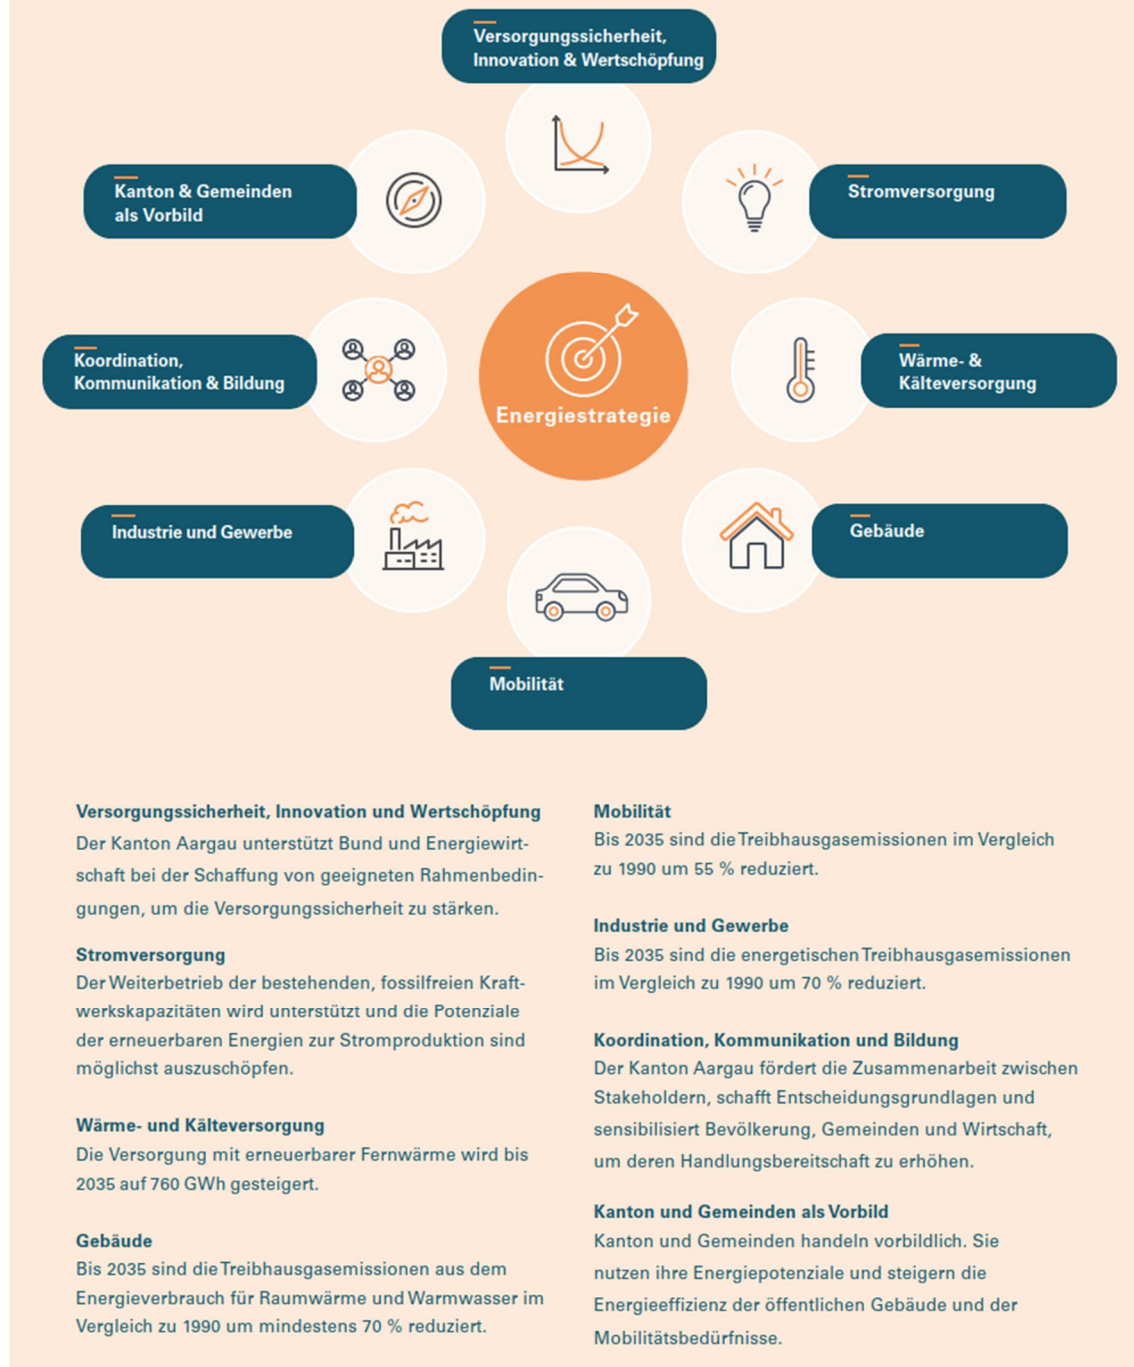 Versorgungssicherheit,
Innovation & Wertschöpfung
Kanton & Gemeinden
als Vorbild
Stromversorgung
Koordination,
Kommunikation & Bildung
Energiestrategie
Wärme- &
Kälteversorgung
Industrie und Gewerbe
Gebäude
Mobilität
Versorgungssicherheit, Innovation und Wertschöpfung
Der Kanton Aargau unterstützt Bund und Energiewirt-
schaft bei der Schaffung von geeigneten Rahmenbedin-
gungen, um die Versorgungssicherheit zu stärken.
Stromversorgung
Der Weiterbetrieb der bestehenden, fossilfreien Kraft-
werkskapazitäten wird unterstützt und die Potenziale
der erneuerbaren Energien zur Stromproduktion sind
möglichst auszuschöpfen.
Wärme- und Kälteversorgung
Die Versorgung mit erneuerbarer Fernwärme wird bis
2035 auf 760 GWh gesteigert.
Gebäude
Bis 2035 sind die Treibhausgasemissionen aus dem
Energieverbrauch für Raumwärme und Warmwasser im
Vergleich zu 1990 um mindestens 70 % reduziert.
Mobilität
Bis 2035 sind die Treibhausgasemissionen im Vergleich
zu 1990 um 55 % reduziert.
Industrie und Gewerbe
Bis 2035 sind die energetischen Treibhausgasemissionen
im Vergleich zu 1990 um 70 % reduziert.
Koordination, Kommunikation und Bildung
Der Kanton Aargau fördert die Zusammenarbeit zwischen
Stakeholdern, schafft Entscheidungsgrundlagen und
sensibilisiert Bevölkerung, Gemeinden und Wirtschaft,
um deren Handlungsbereitschaft zu erhöhen.
Kanton und Gemeinden als Vorbild
Kanton und Gemeinden handeln vorbildlich. Sie
nutzen ihre Energiepotenziale und steigern die
Energieeffizienz der öffentlichen Gebäude und der
Mobilitätsbedürfnisse.